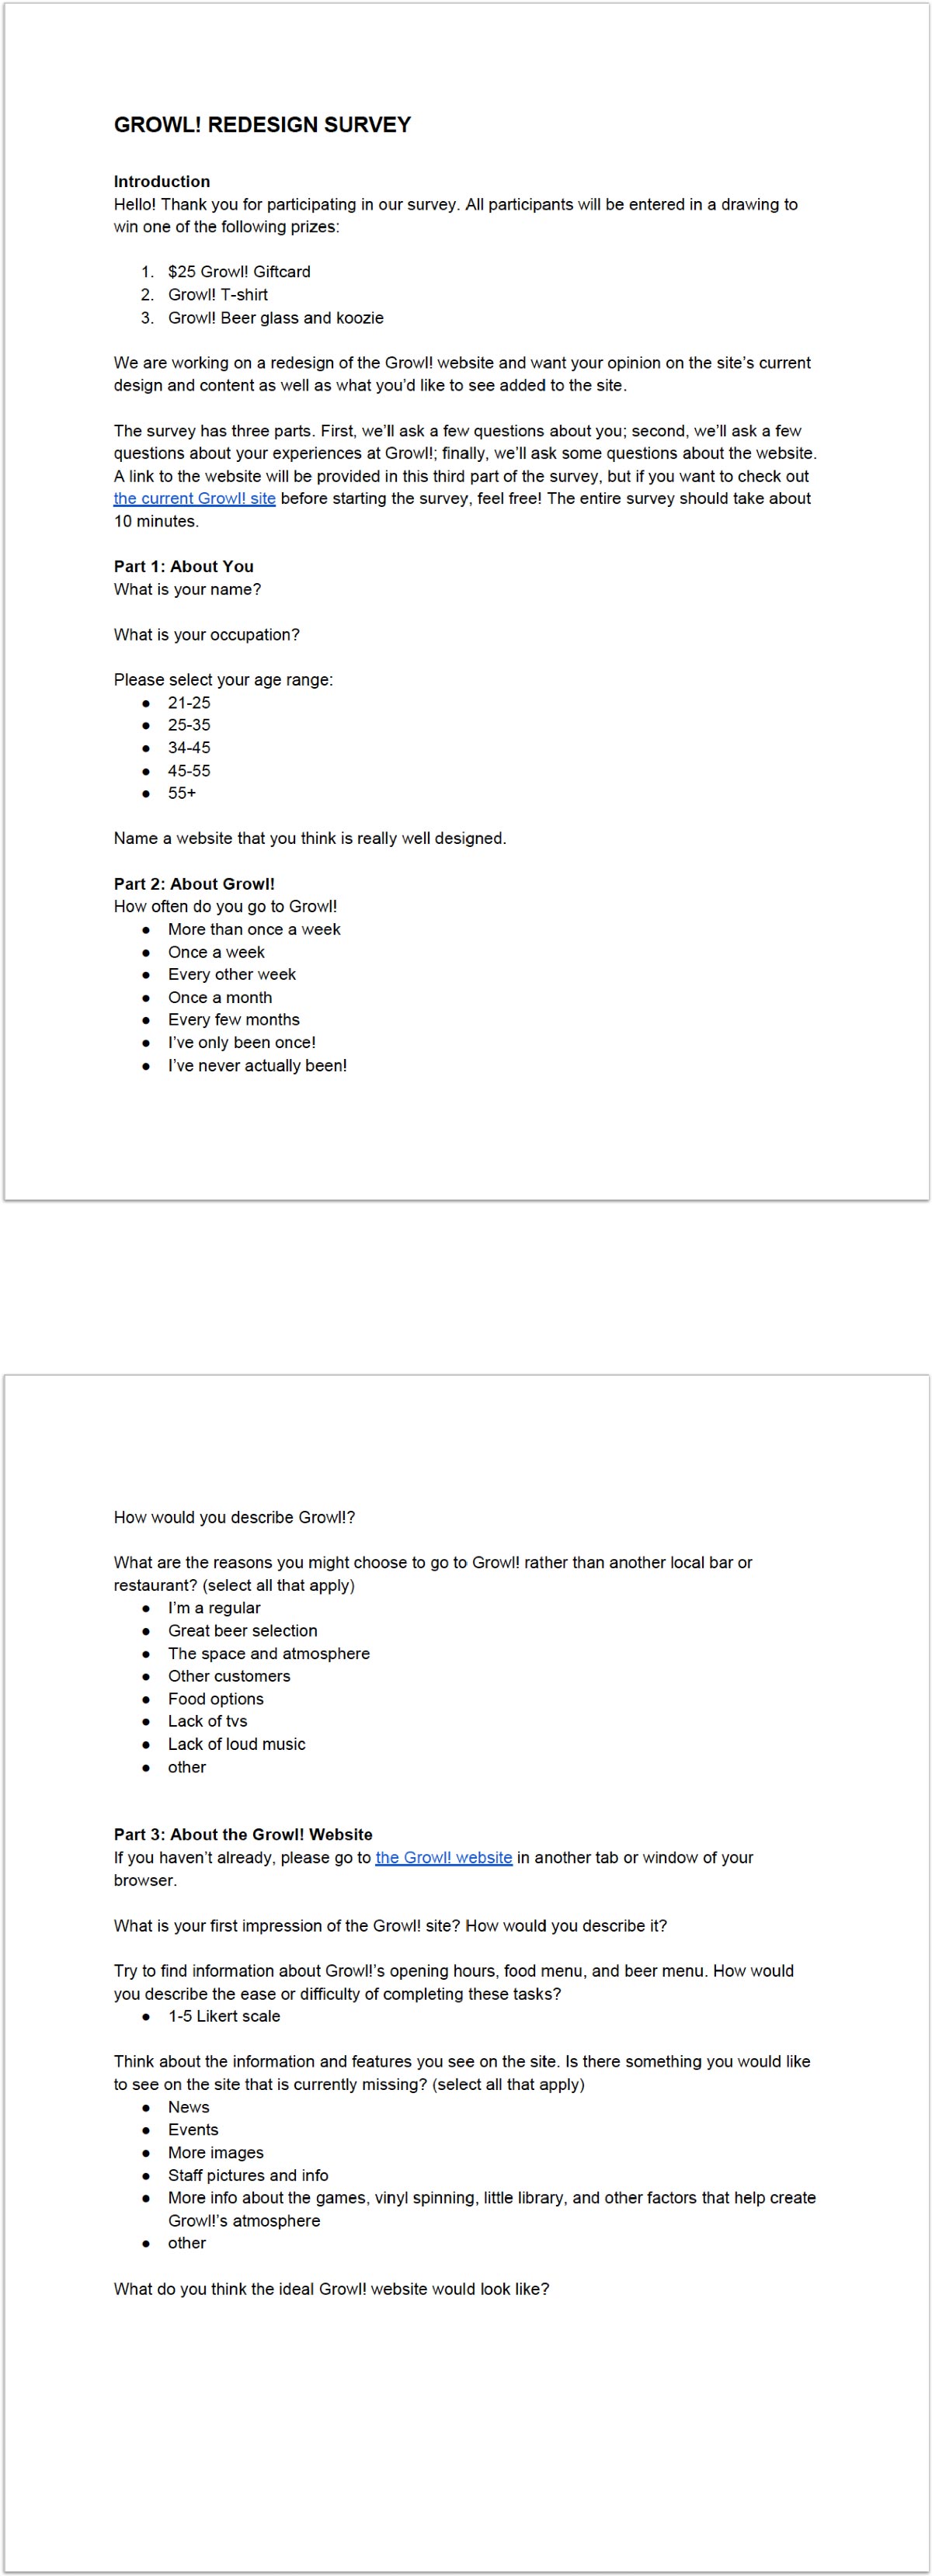 GROWL! REDESIGN SURVEY
Introduction
Hello! Thank you for participating in our survey. All participants will be entered in a drawing to
win one of the following prizes:
1. $25 Growl! Giftcard
2. Growl! T-shirt
3. Growl! Beer glass and koozie
We are working on a redesign of the Growl! website and want your opinion on the site's current
design and content as well as what you'd like to see added to the site.
The survey has three parts. First, we'll ask a few questions about you; second, we'll ask a few
questions about your experiences at Growl!; finally, we'll ask some questions about the website.
A link to the website will be provided in this third part of the survey, but if you want to check out
the current Growl! site before starting the survey, feel free! The entire survey should take about
10 minutes.
Part 1: About You
What is your name?
What is your occupation?
Please select your age range:
● 21-25
● 25-35
● 34-45
● 45-55
● 55+
Name a website that you think is really well designed.
Part 2: About Growl!
How often do you go to Growl!
● More than once a week
● Once a week
● Every other week
● Once a month
● Every few months
● I've only been once!
● I've never actually been!
How would you describe Growl!?
What are the reasons you might choose to go to Growl! rather than another local bar or
restaurant? (select all that apply)
● I'm a regular
● Great beer selection
● The space and atmosphere
● Other customers
● Food options
● Lack of tvs
● Lack of loud music
● other
Part 3: About the Growl! Website
If you haven't already, please go to the Growl! website in another tab or window of your
browser.
What is your first impression of the Growl! site? How would you describe it?
Try to find information about Growl!'s opening hours, food menu, and beer menu. How would
you describe the ease or difficulty of completing these tasks?
● 1-5 Likert scale
Think about the information and features you see on the site. Is there something you would like
to see on the site that is currently missing? (select all that apply)
● News
● Events
● More images
● Staff pictures and info
● More info about the games, vinyl spinning, little library, and other factors that help create
Growl!'s atmosphere
● other
What do you think the ideal Growl! website would look like?